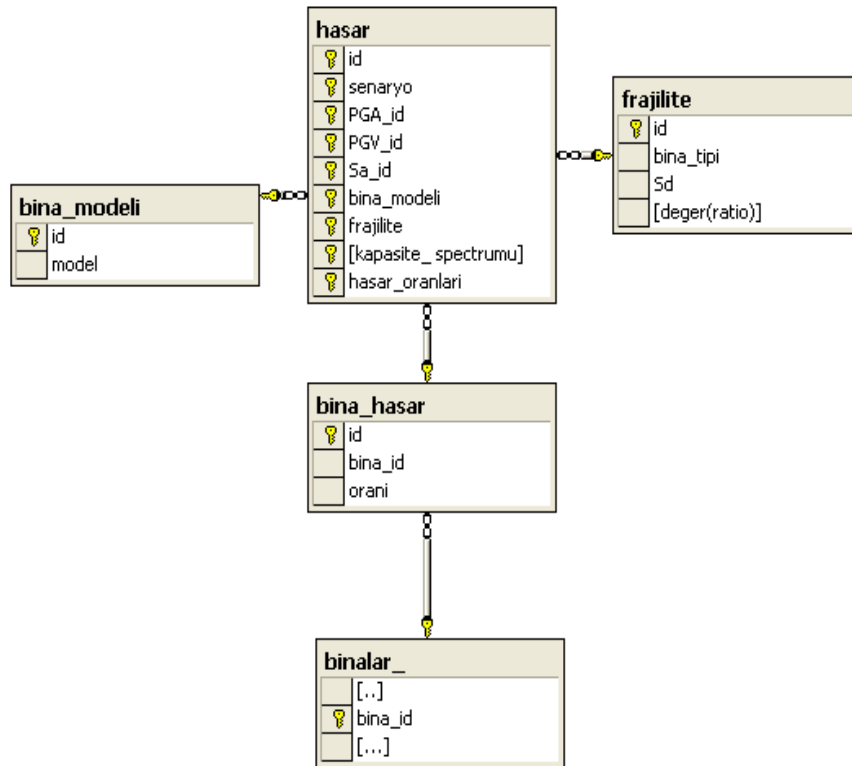 hasar
id
senaryo
PGA_id
PGV_id
Sa_id
bina_modeli
frajilite
[kapasite_ spectrumu]
hasar_oranlari
frajilite
id
bina_tipi
Sd
[deger(ratio)]
bina_modeli
id
model
bina_hasar
id
bina_id
orani
binalar_
[..]
bina_id
[...]